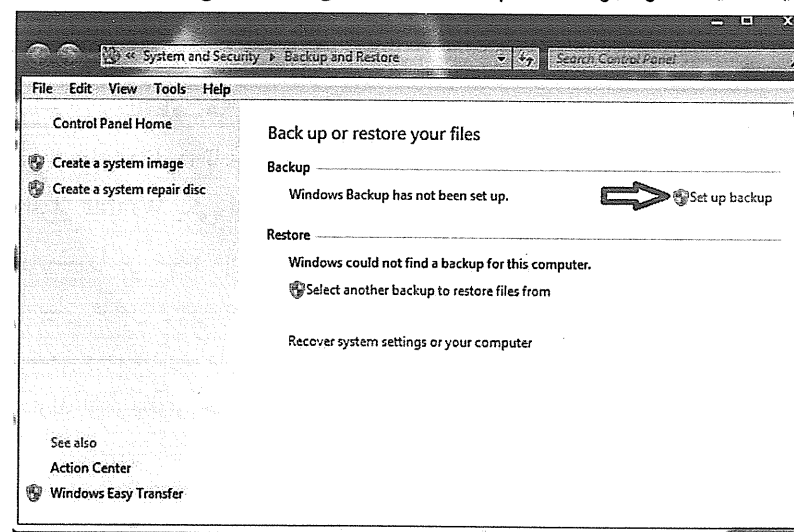 « System and Security ▸ Backup and Restore
Search Control Panel
File Edit View Tools Help
Control Panel Home
Create a system image
Create a system repair disc
Back up or restore your files
Backup
Windows Backup has not been set up.
Set up backup
Restore
Windows could not find a backup for this computer.
Select another backup to restore files from
Recover system settings or your computer
See also
Action Center
Windows Easy Transfer